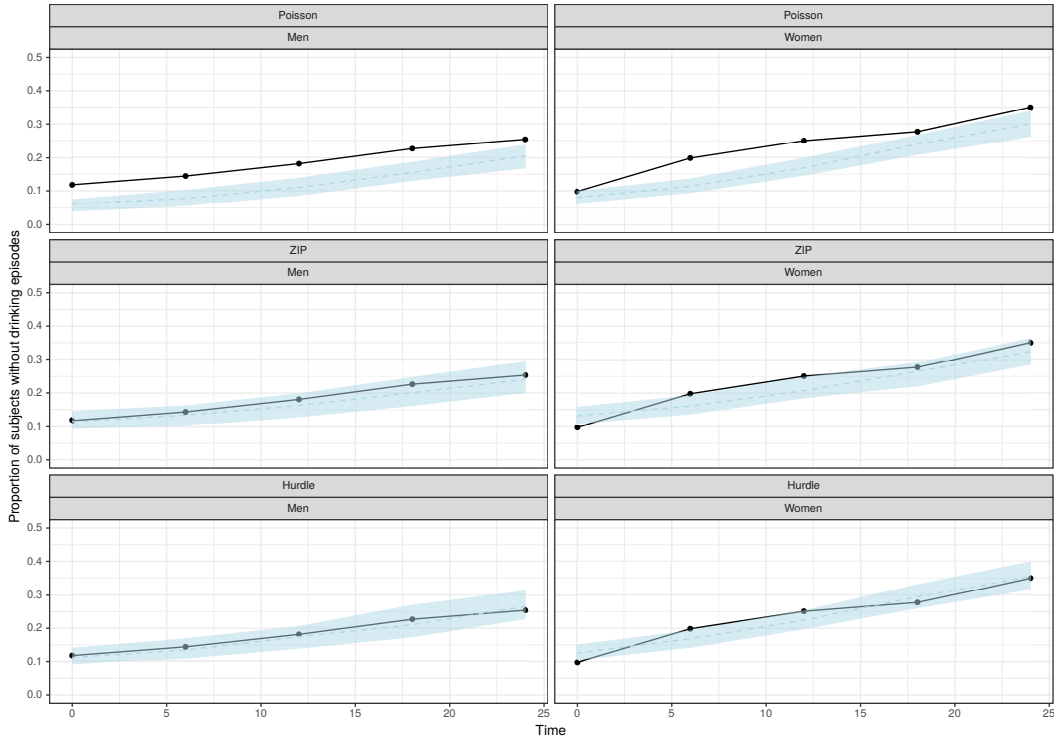 Poisson
Poisson
Men
Women
0.5
0.4
0.3
0.2
0.1
0.0
ZIP
ZIP
Men
Women
0.5
0.4
0.3
0.2
0.1
0.0
Proportion of subjects without drinking episodes
Hurdle
Hurdle
Men
Women
0.5
0.4
0.3
0.2
0.1
0.0
0 5 10 15 20 25
0 5 10 15 20 25
Time